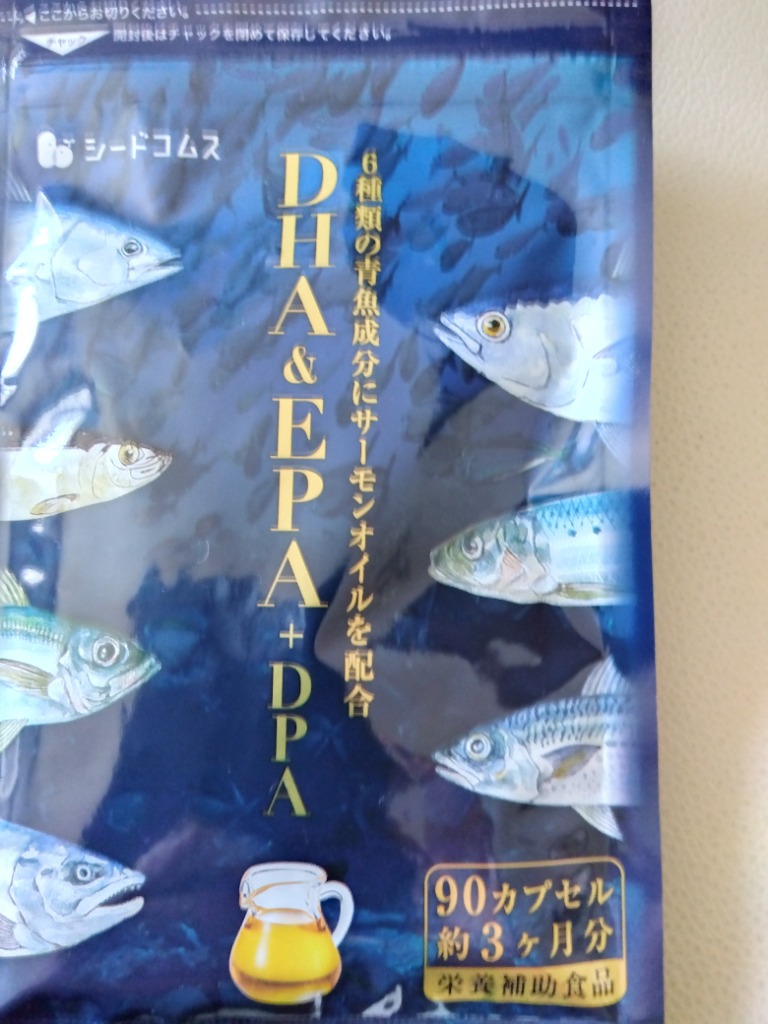 ここからお切りください。
チャック
開封後はチャックを閉めて保存してください。
シードコムス
6種類の青魚成分にサーモンオイルを配合
DHA&EPA+DPA
90カプセル
約3ヶ月分
栄養補助食品